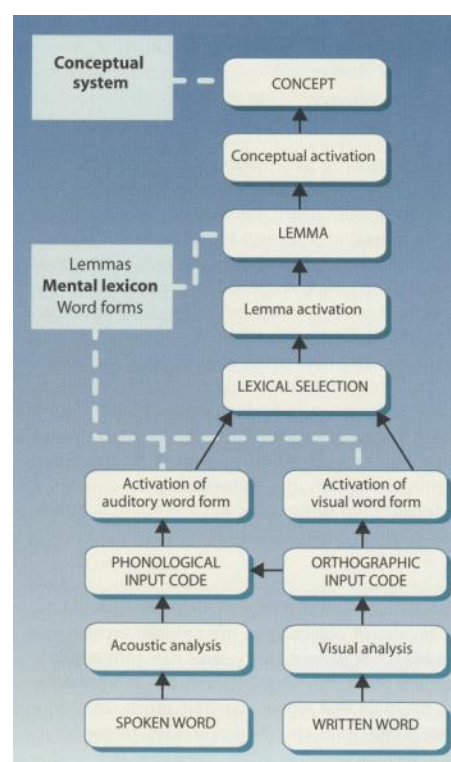 Conceptual
system
CONCEPT
Conceptual activation
LEMMA
Lemmas
Mental lexicon
Word forms
Lemma activation
LEXICAL SELECTION
Activation of
auditory word form
Activation of
visual word form
PHONOLOGICAL
INPUT CODE
ORTHOGRAPHIC
INPUT CODE
Acoustic analysis
Visual analysis
SPOKEN WORD
WRITTEN WORD